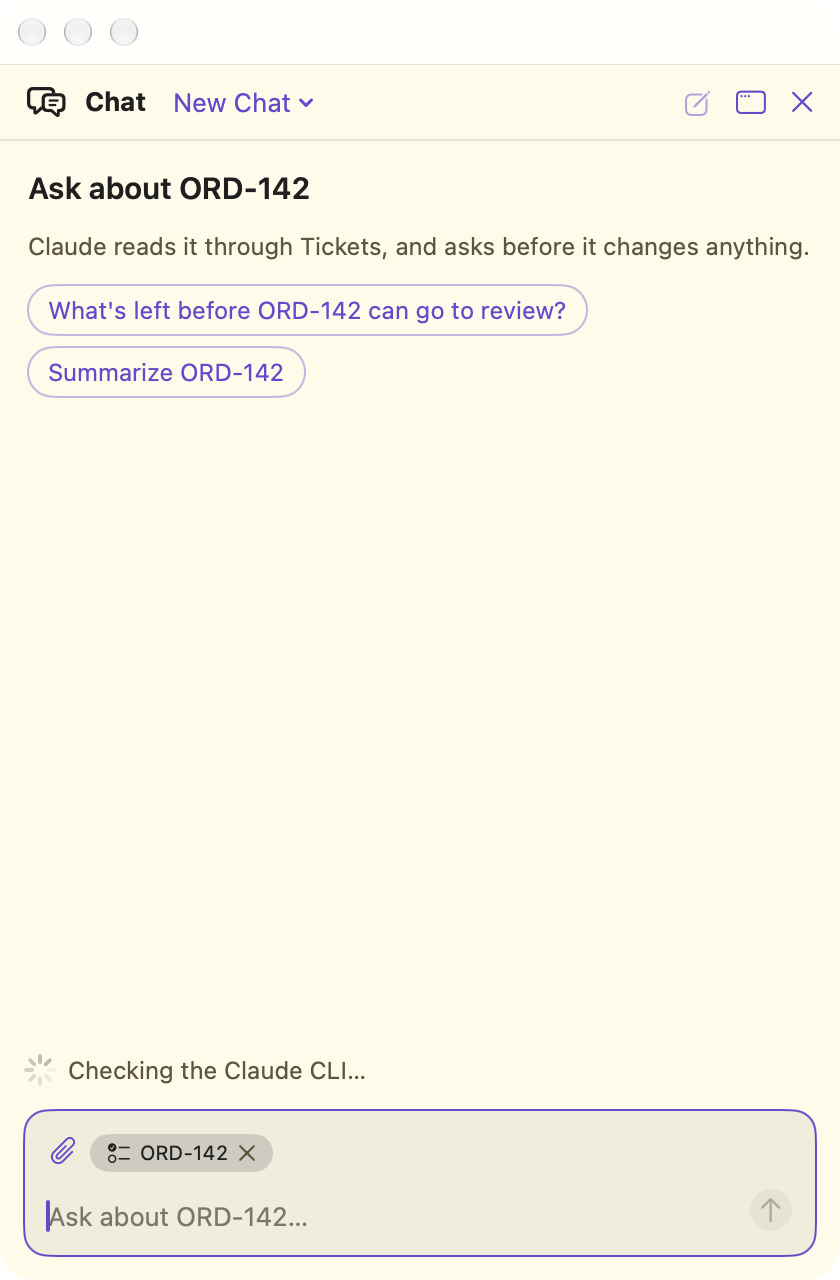 Chat New Chat
Ask about ORD-142
Claude reads it through Tickets, and asks before it changes anything.
What's left before ORD-142 can go to review?
Summarize ORD-142
Checking the Claude CLI...
ORD-142
Ask about ORD-142...